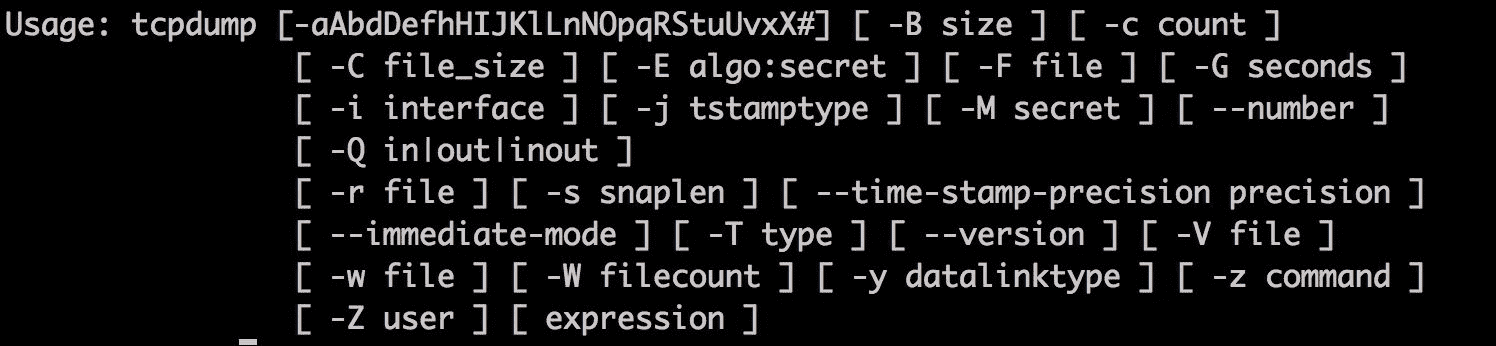 Usage: tcpdump [-aAbdDefhHIJKlLnNOpqRStuUvxX#] [ -B size ] [ -c count ]
[ -C file_size ] [ -E algo:secret ] [ -F file ] [ -G seconds ]
[ -i interface ] [ -j tstamptype ] [ -M secret ] [ --number ]
[ -Q in|out|inout ]
[ -r file ] [ -s snaplen ] [ --time-stamp-precision precision ]
[ --immediate-mode ] [ -T type ] [ --version ] [ -V file ]
[ -w file ] [ -W filecount ] [ -y datalinktype ] [ -z command ]
[ -Z user ] [ expression ]